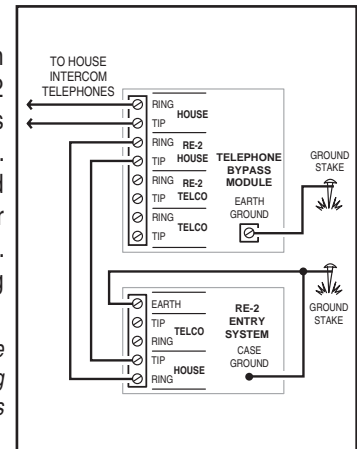 TO HOUSE
INTERCOM
TELEPHONES
RING
HOUSE
TIP
RING RE-2
TIP HOUSE
RING RE-2
TIP TELCO
RING
TELCO
TIP
TELEPHONE
BYPASS
MODULE
EARTH
GROUND
GROUND
STAKE
EARTH
TIP
TELCO
RING
TIP
HOUSE
RING
RE-2
ENTRY
SYSTEM
CASE
GROUND
GROUND
STAKE